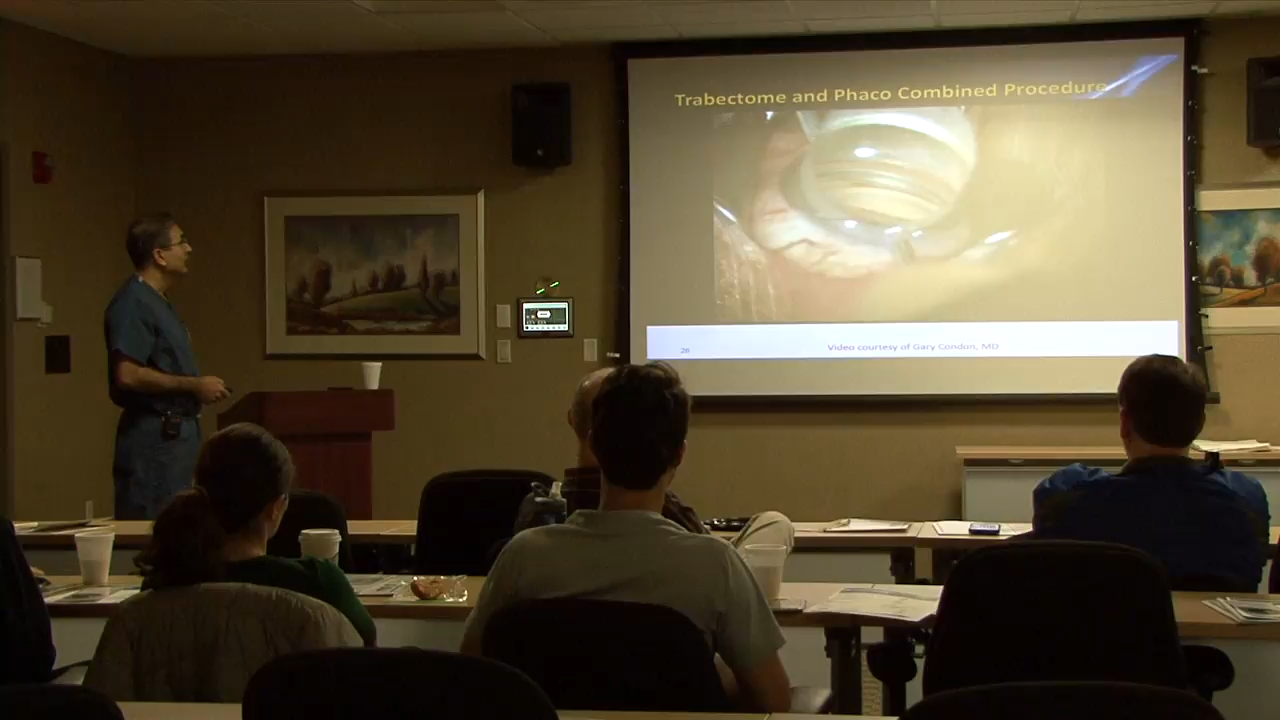 Trabectome and Phaco Combined Procedure
26
Video courtesy of Gary Condon, MD